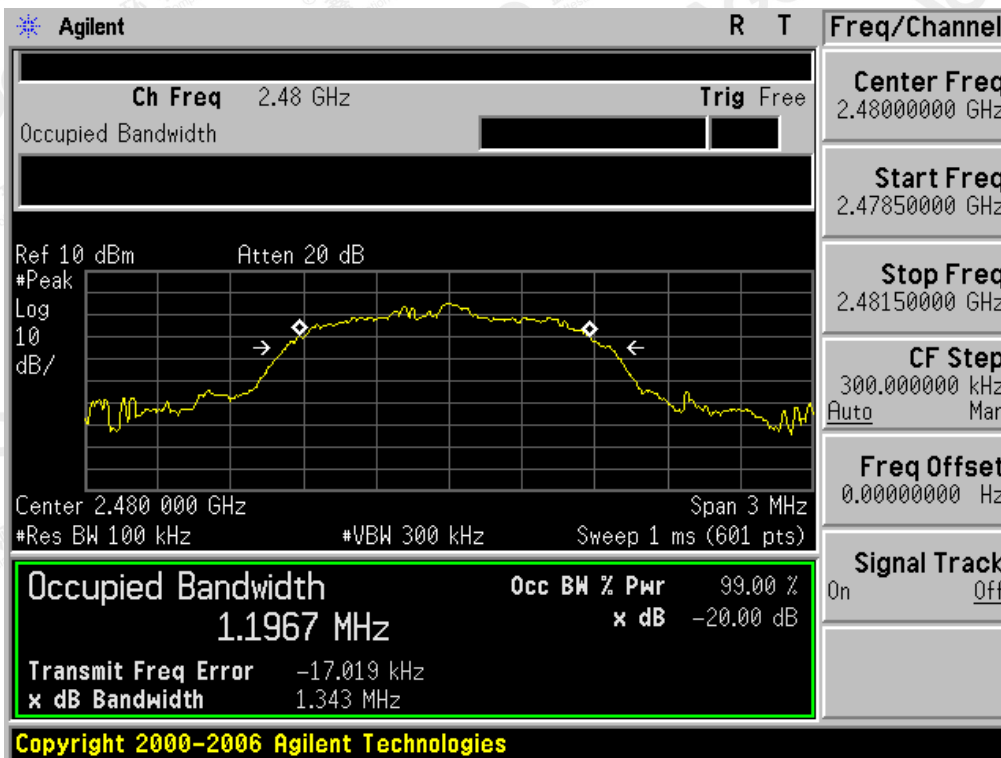 Agilent R T
Ch Freq 2.48 GHz Trig Free
Occupied Bandwidth
Ref 10 dBm Atten 20 dB
#Peak
Log
10
dB/
Center 2.480 000 GHz Span 3 MHz
#Res BW 100 kHz #VBW 300 kHz Sweep 1 ms (601 pts)
Occupied Bandwidth
1.1967 MHz
Occ BW % Pwr 99.00 %
x dB -20.00 dB
Transmit Freq Error -17.019 kHz
x dB Bandwidth 1.343 MHz
Copyright 2000-2006 Agilent Technologies
Freq/Channel
Center Freq
2.48000000 GHz
Start Freq
2.47850000 GHz
Stop Freq
2.48150000 GHz
CF Step
300.000000 kHz
Auto Man
Freq Offset
0.00000000 Hz
Signal Track
On Off